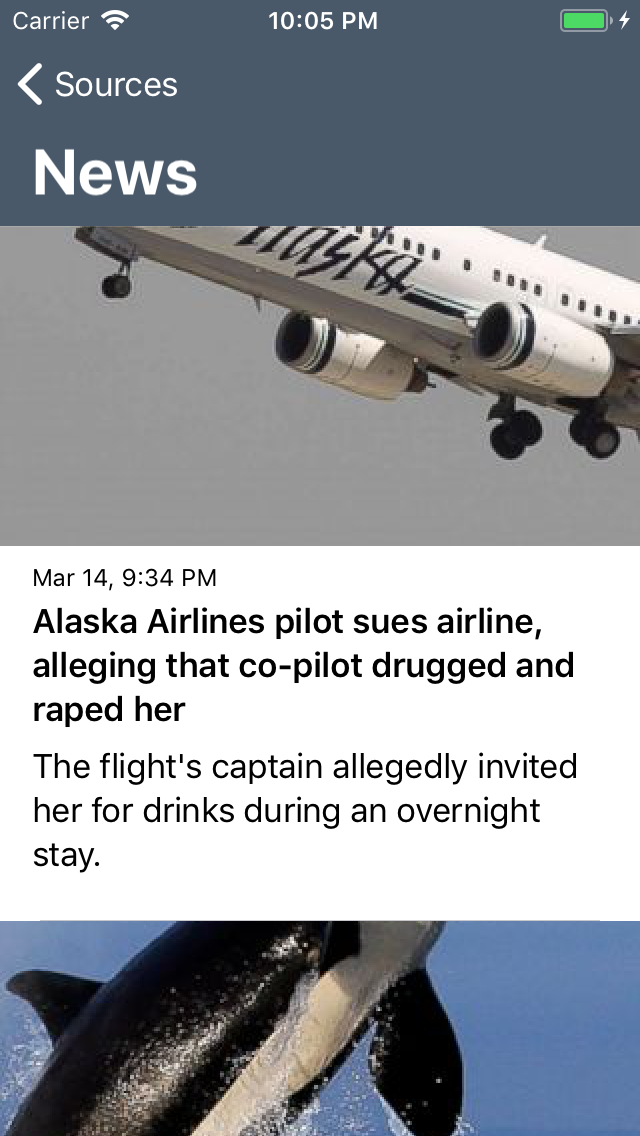 Carrier
10:05 PM
Sources
News
Alaska
Mar 14, 9:34 PM
Alaska Airlines pilot sues airline,
alleging that co-pilot drugged and
raped her
The flight's captain allegedly invited
her for drinks during an overnight
stay.